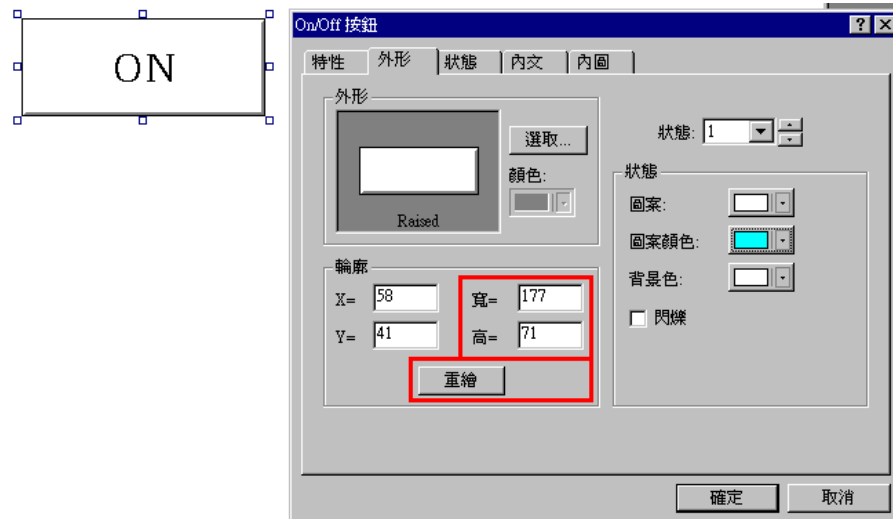 ON
On/Off 按鈕
特性 外形 狀態 內文 內圖
外形
Raised
選取...
顏色:
輪廓
X= 58 寬= 177
Y= 41 高= 71
重繪
狀態: 1
狀態
圖案:
圖案顏色:
背景色:
閃爍
確定 取消